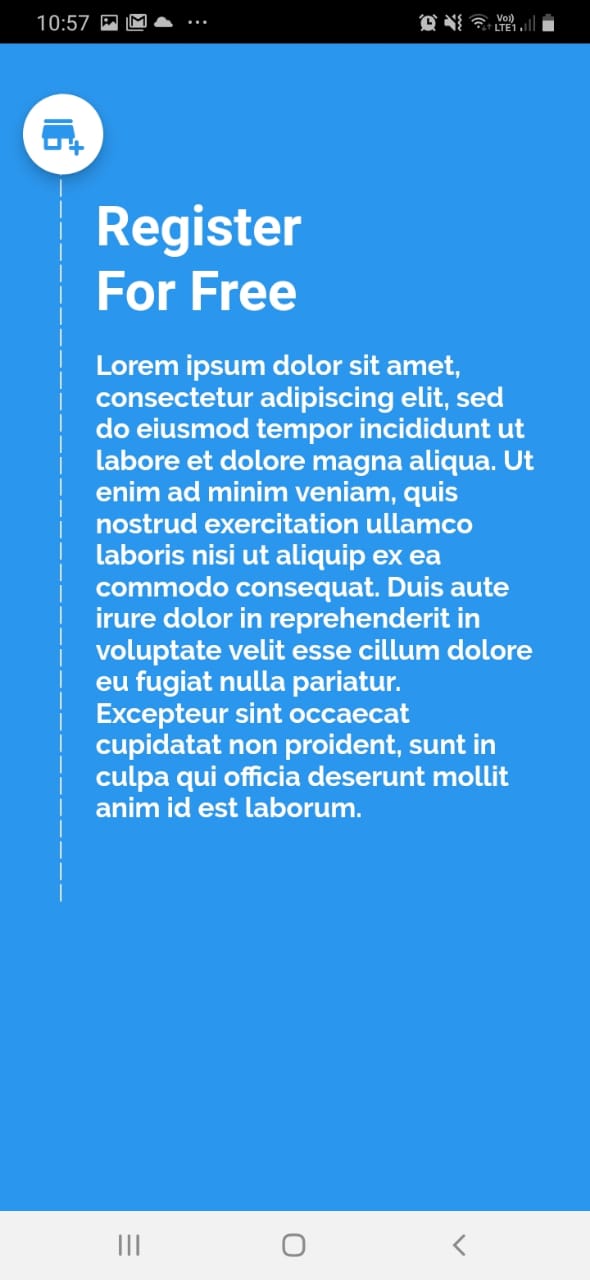 10:57
Vo)) LTE1
Register
For Free
Lorem ipsum dolor sit amet,
consectetur adipiscing elit, sed
do eiusmod tempor incididunt ut
labore et dolore magna aliqua. Ut
enim ad minim veniam, quis
nostrud exercitation ullamco
laboris nisi ut aliquip ex ea
commodo consequat. Duis aute
irure dolor in reprehenderit in
voluptate velit esse cillum dolore
eu fugiat nulla pariatur.
Excepteur sint occaecat
cupidatat non proident, sunt in
culpa qui officia deserunt mollit
anim id est laborum.